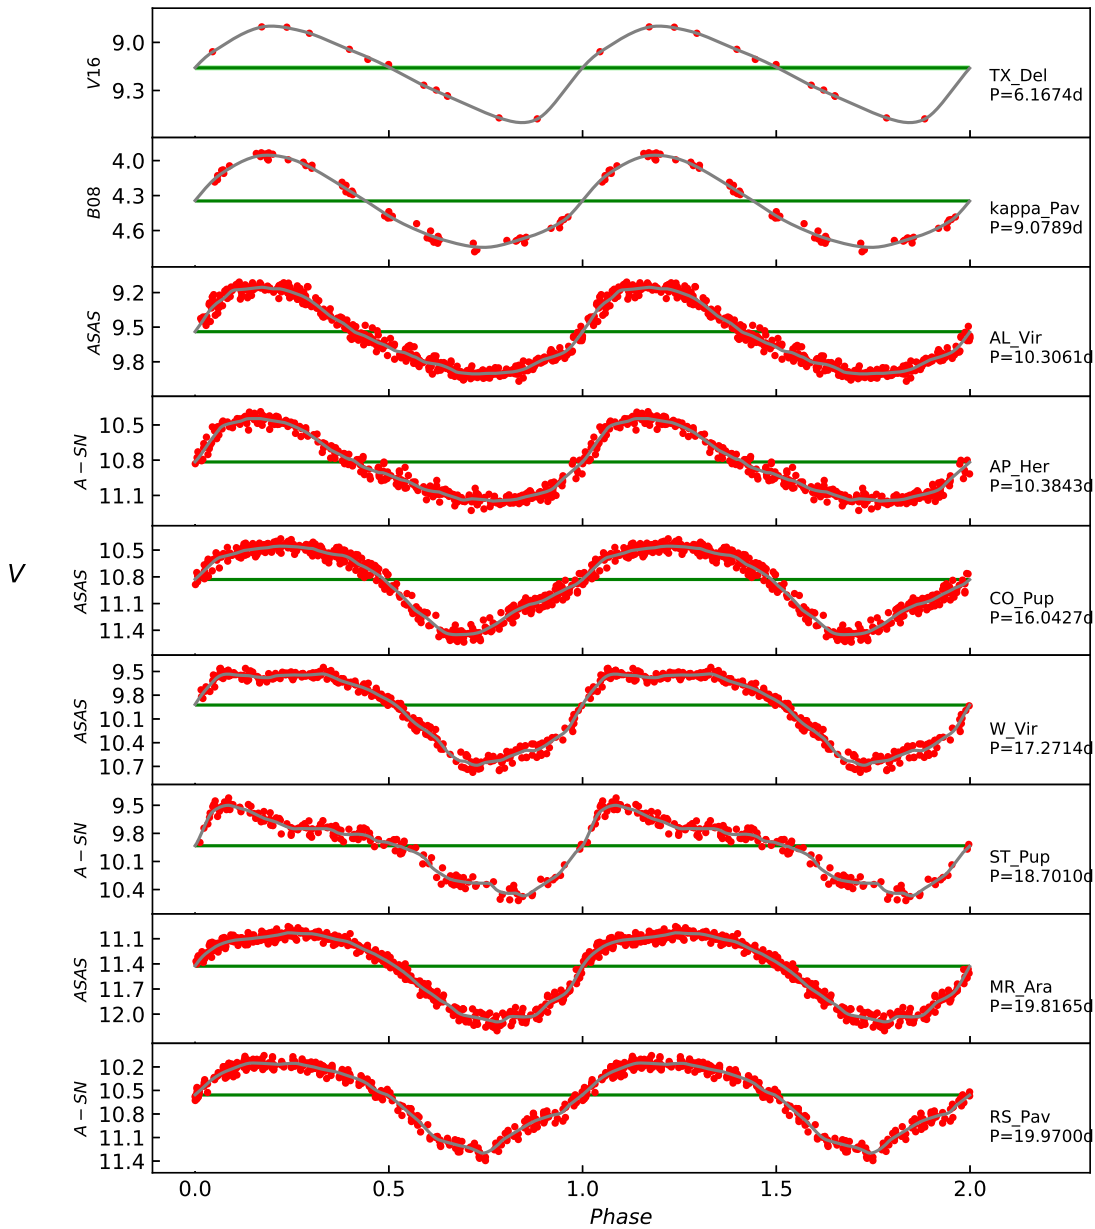 9.0
9.3
V16
TX_Del
P=6.1674d
4.0
4.3
4.6
B08
kappa_Pav
P=9.0789d
9.2
9.5
9.8
ASAS
AL_Vir
P=10.3061d
10.5
10.8
11.1
A − SN
AP_Her
P=10.3843d
V
10.5
10.8
11.1
11.4
ASAS
CO_Pup
P=16.0427d
9.5
9.8
10.1
10.4
10.7
ASAS
W_Vir
P=17.2714d
9.5
9.8
10.1
10.4
A − SN
ST_Pup
P=18.7010d
11.1
11.4
11.7
12.0
ASAS
MR_Ara
P=19.8165d
10.2
10.5
10.8
11.1
11.4
A − SN
RS_Pav
P=19.9700d
0.0 0.5 1.0 1.5 2.0
Phase